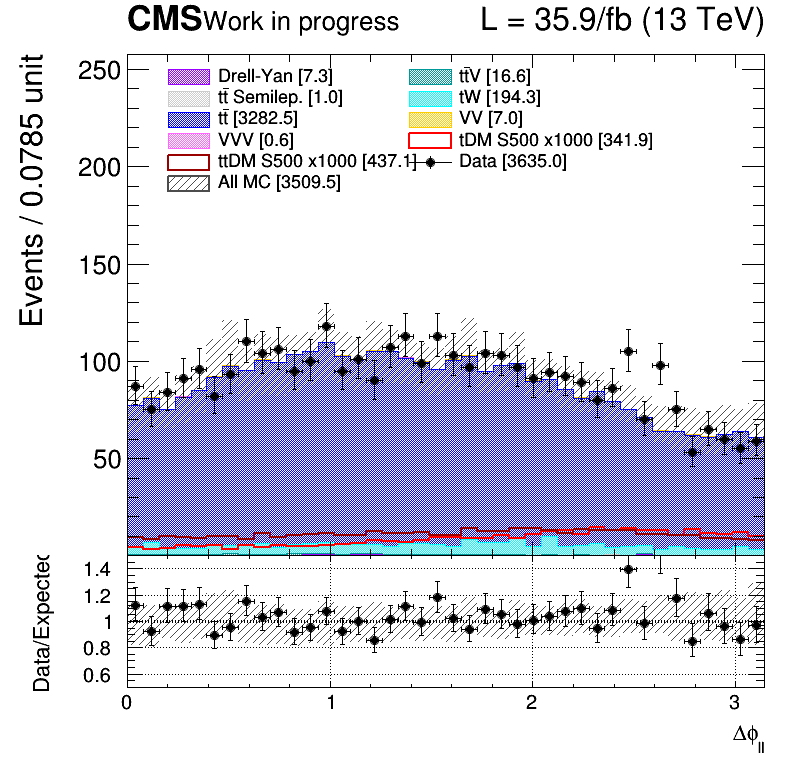 CMS Work in progress L = 35.9/fb (13 TeV)
Events / 0.0785 unit
250
200
150
100
50
Drell-Yan [7.3] tt̄V [16.6]
tt̄ Semilep. [1.0] tW [194.3]
tt̄ [3282.5] VV [7.0]
VVV [0.6] tDM S500 x1000 [341.9]
ttDM S500 x1000 [437.1] Data [3635.0]
All MC [3509.5]
Data/Expected
1.4
1.2
1
0.8
0.6
0 1 2 3
Δϕll